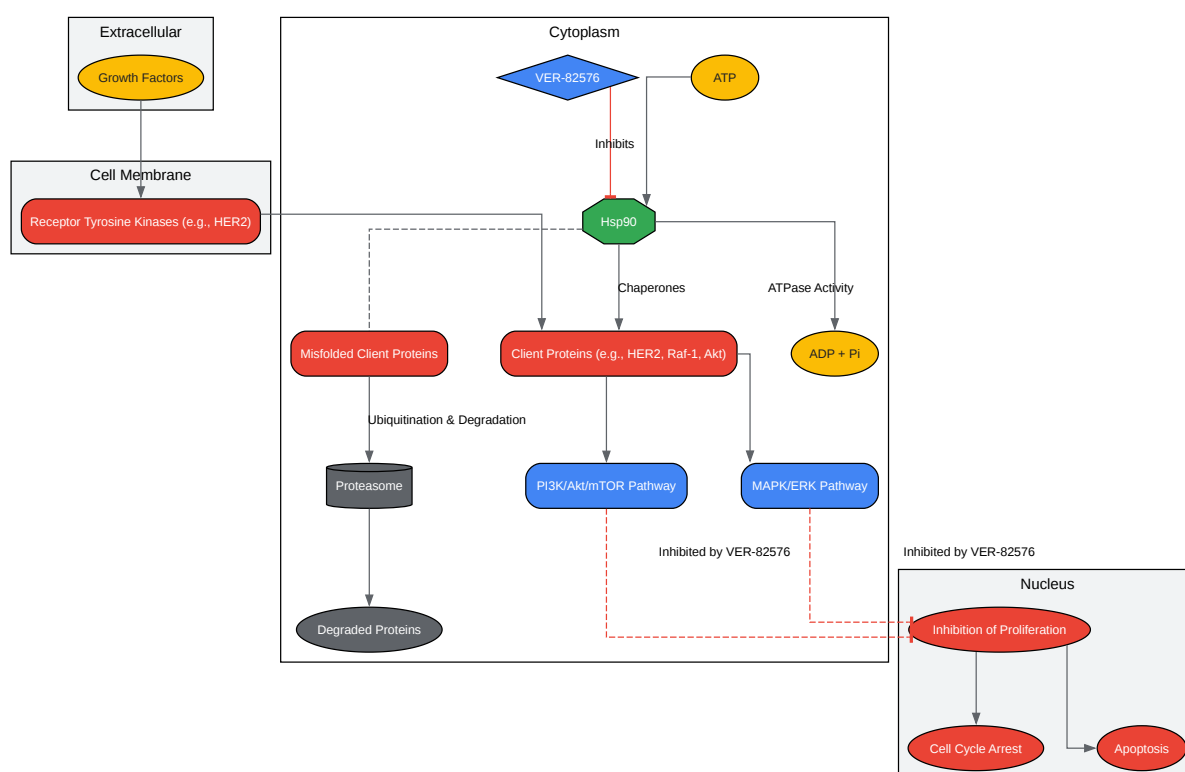 Extracellular
Growth Factors
Cell Membrane
Receptor Tyrosine Kinases (e.g., HER2)
Cytoplasm
VER-82576
ATP
Inhibits
Hsp90
Chaperones
ATPase Activity
Misfolded Client Proteins
Client Proteins (e.g., HER2, Raf-1, Akt)
ADP + Pi
Ubiquitination & Degradation
Proteasome
PI3K/Akt/mTOR Pathway
MAPK/ERK Pathway
Inhibited by VER-82576
Inhibited by VER-82576
Degraded Proteins
Nucleus
Inhibition of Proliferation
Cell Cycle Arrest
Apoptosis